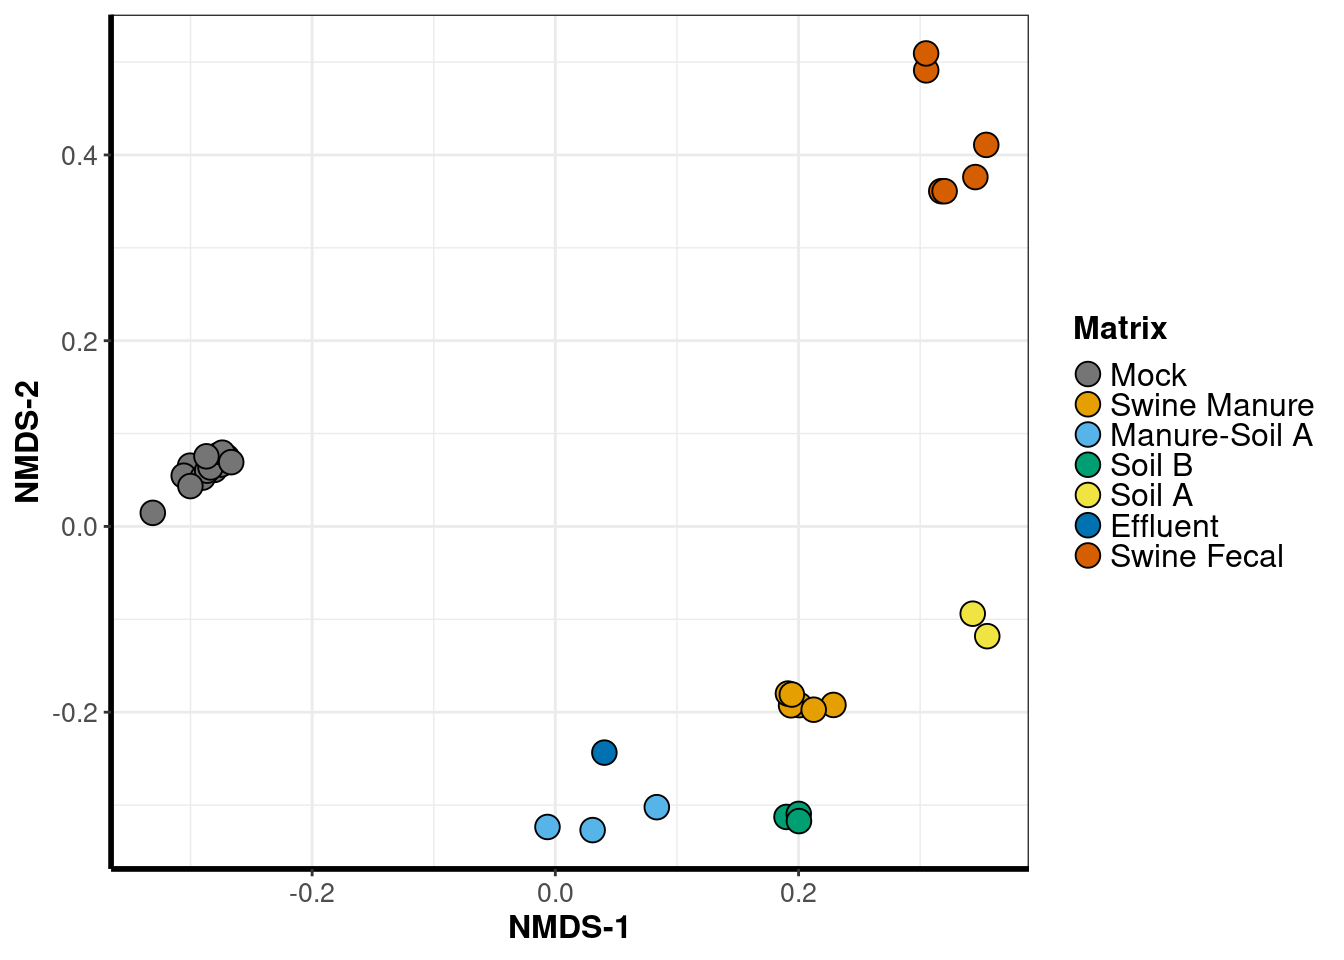 0.4
0.2
0.0
-0.2
NMDS-2
-0.2
0.0
0.2
NMDS-1
Matrix
Mock
Swine Manure
Manure-Soil A
Soil B
Soil A
Effluent
Swine Fecal